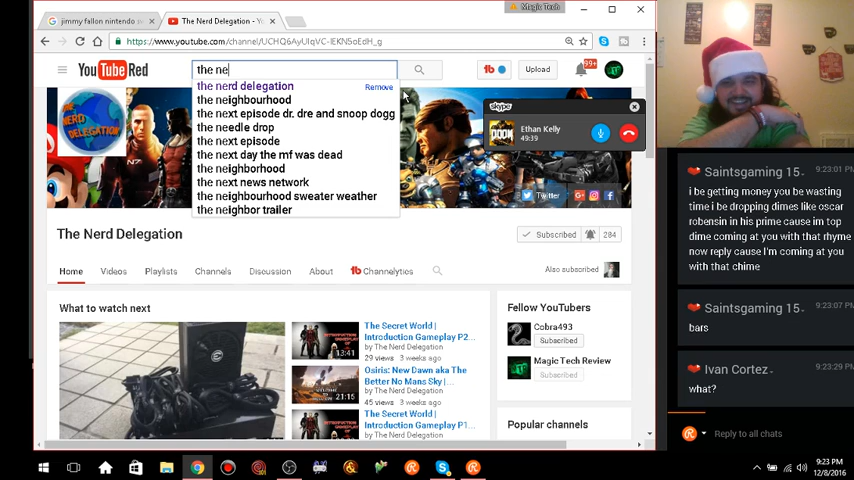 jimmy fallon nintendo sw
The Nerd Delegation - Yo
Magic Tech
https://www.youtube.com/channel/UCHQ6AyUIqVC-IEKN5oEdH_g
YouTube Red
the ne
Upload
99+
the nerd delegation
Remove
the neighbourhood
the next episode dr. dre and snoop dogg
the needle drop
the next episode
the next day the mf was dead
the neighborhood
the next news network
the neighbourhood sweater weather
the neighbor trailer
THE NERD DELEGATION
skype
DOOM
Ethan Kelly
49:39
Twitter
The Nerd Delegation
Subscribed
284
Home
Videos
Playlists
Channels
Discussion
About
Channelytics
Also subscribed
What to watch next
The Secret World |
Introduction Gameplay P2...
by The Nerd Delegation
29 views 3 weeks ago
13:41
Osiris: New Dawn aka The
Better No Mans Sky |...
by The Nerd Delegation
45 views 3 weeks ago
21:15
The Secret World |
Introduction Gameplay P1...
by The Nerd Delegation
Follow YouTubers
Cobra493
Subscribed
Magic Tech Review
Subscribed
Popular channels
Saintsgaming 15
9:23:01 PM
i be getting money you be wasting
time i be dropping dimes like oscar
robensin in his prime cause im top
dime coming at you with that rhyme
now reply cause I'm coming at you
with that chime
Saintsgaming 15
9:23:07 PM
bars
Ivan Cortez
9:23:29 PM
what?
Reply to all chats
9:23 PM
12/8/2016